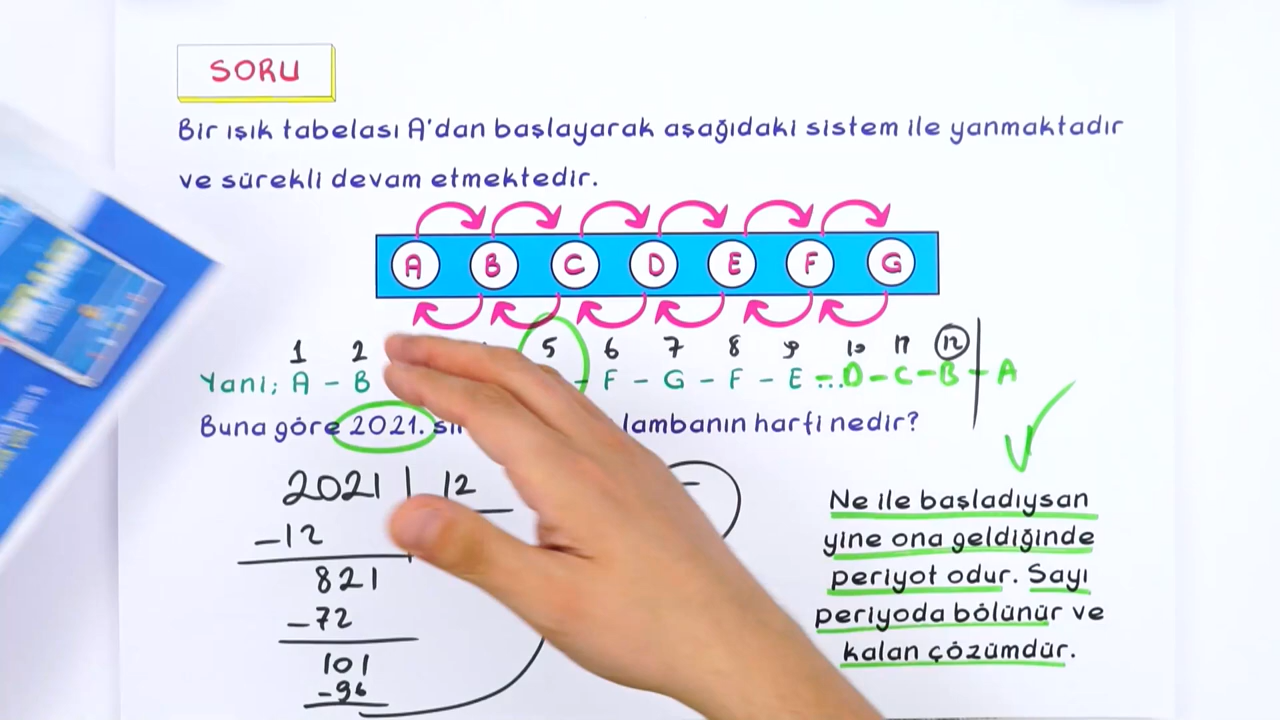 SORU
Bir ışık tabelası A'dan başlayarak aşağıdaki sistem ile yanmaktadır
ve sürekli devam etmektedir.
A B C D E F G
1 2 5 6 7 8 9 10 11 12
Yani; A - B - F - G - F - E - ... D - C - B - A
Buna göre 2021. lambanın harfi nedir?
2021 12
-12
821
-72
101
-96
Ne ile başladıysan
yine ona geldiğinde
periyot odur. Sayı
periyoda bölünür ve
kalan çözümdür.